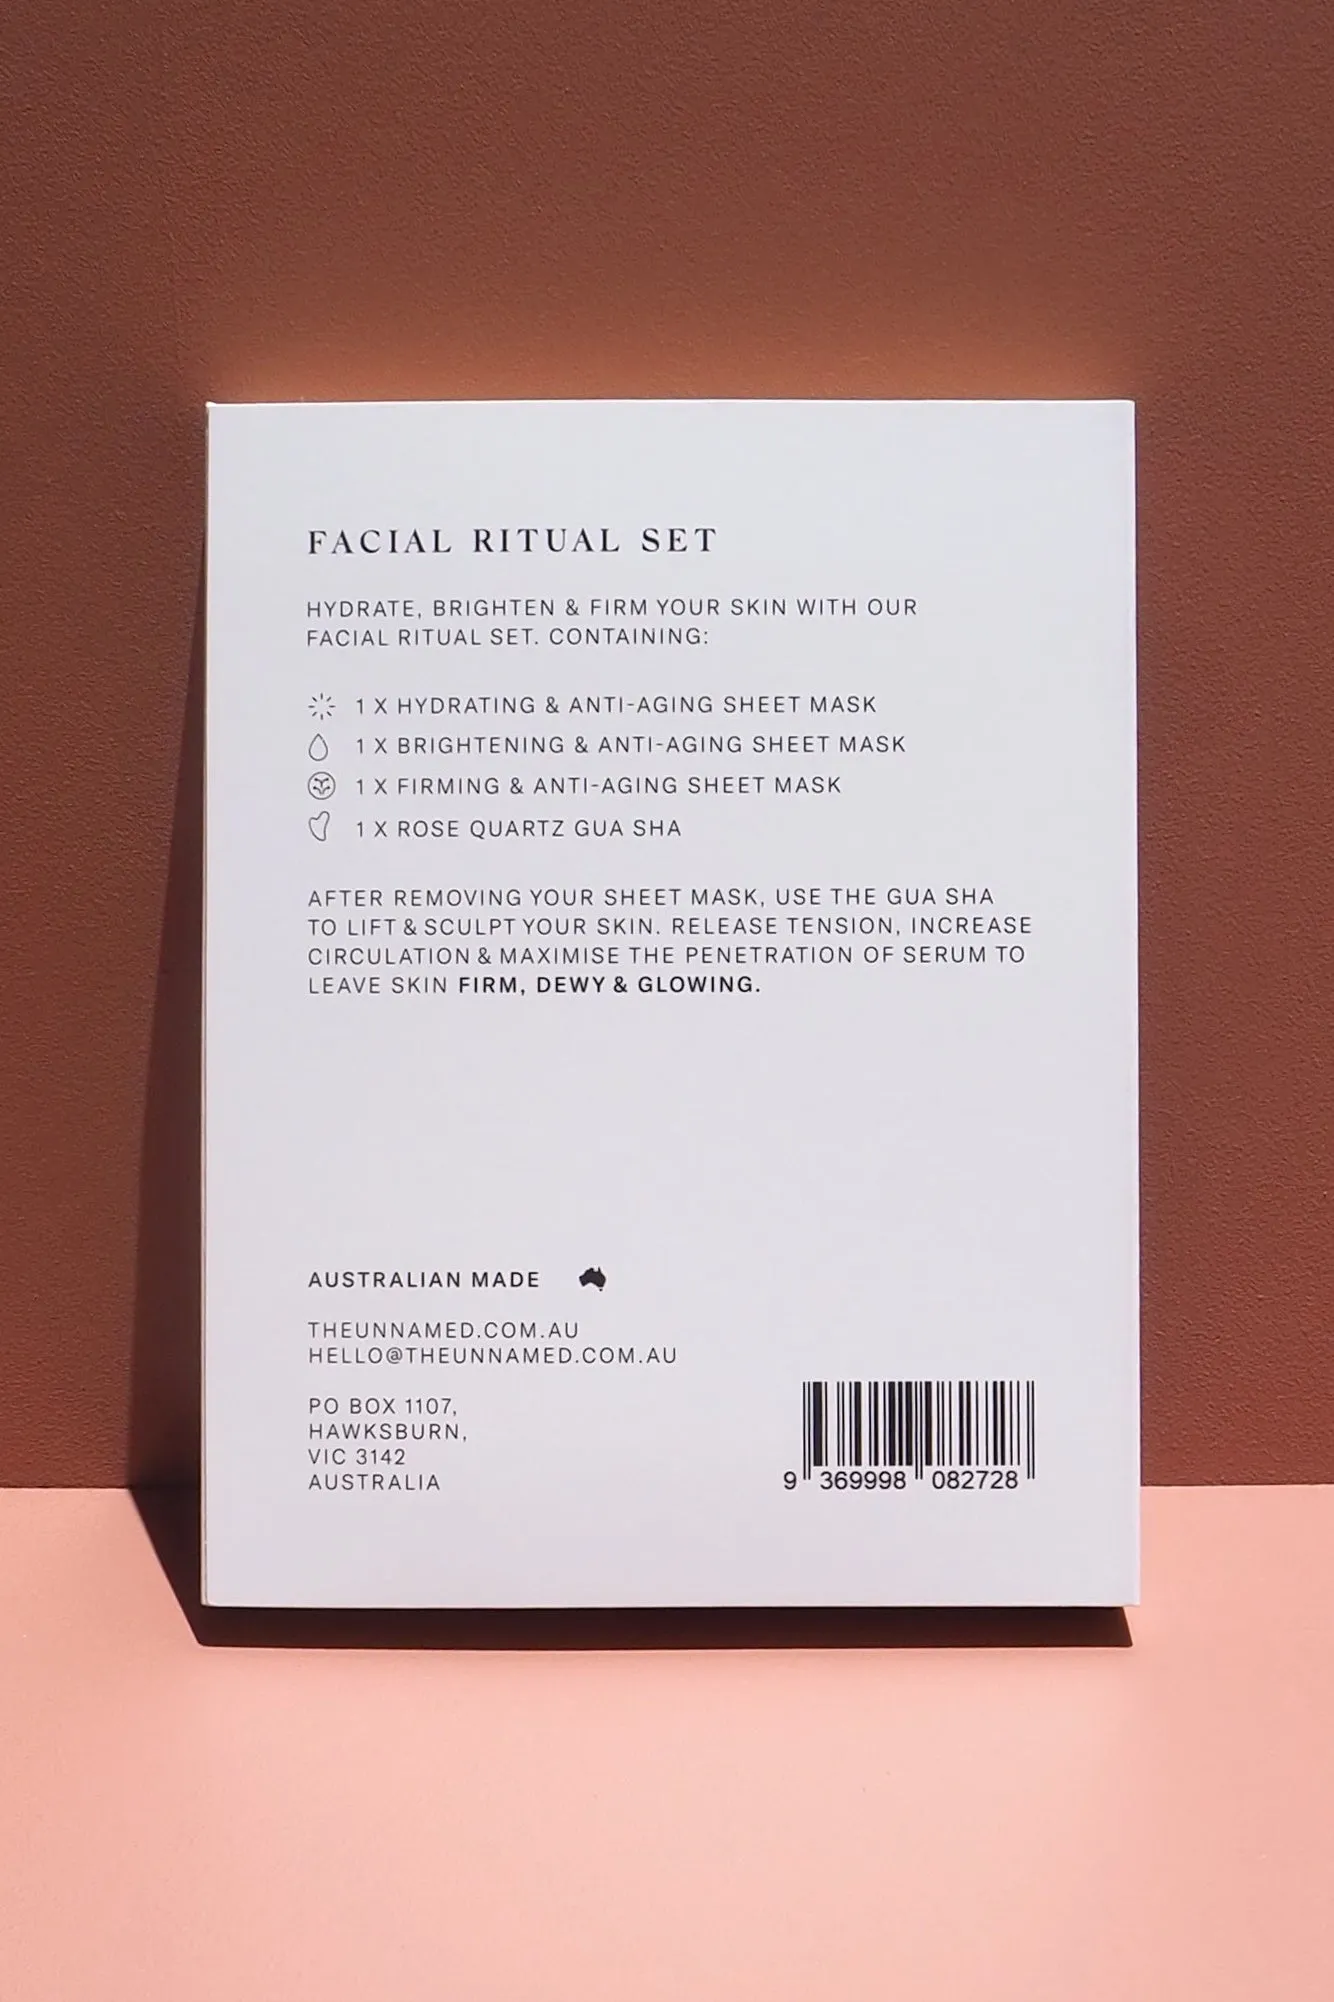 FACIAL RITUAL SET
HYDRATE, BRIGHTEN & FIRM YOUR SKIN WITH OUR
FACIAL RITUAL SET. CONTAINING:
1 X HYDRATING & ANTI-AGING SHEET MASK
1 X BRIGHTENING & ANTI-AGING SHEET MASK
1 X FIRMING & ANTI-AGING SHEET MASK
1 X ROSE QUARTZ GUA SHA
AFTER REMOVING YOUR SHEET MASK, USE THE GUA SHA
TO LIFT & SCULPT YOUR SKIN. RELEASE TENSION, INCREASE
CIRCULATION & MAXIMISE THE PENETRATION OF SERUM TO
LEAVE SKIN FIRM, DEWY & GLOWING.
AUSTRALIAN MADE
THEUNNAMED.COM.AU
HELLO@THEUNNAMED.COM.AU
PO BOX 1107,
HAWKSBURN,
VIC 3142
AUSTRALIA
9 369998 082728